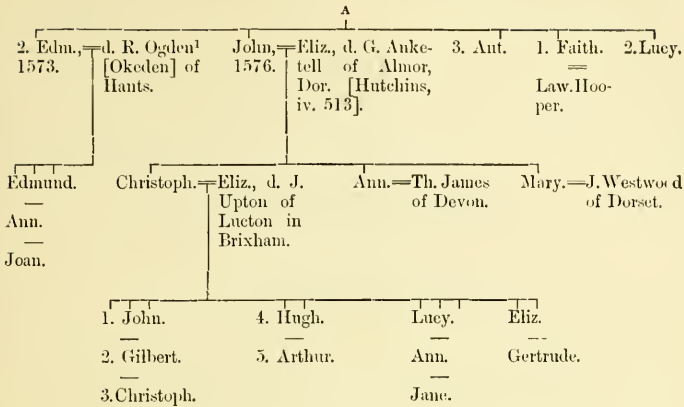 A
2. Edm., 1573.
d. R. Ogden¹ [Okeden] of Hants.
John, 1576.
Eliz., d. G. Anke-
tell of Almor,
Dor. [Hutchins,
iv. 513].
3. Ant.
1. Faith.
Law. Hoo-
per.
2. Lucy.
Edmund.
Ann.
Joan.
Christoph.
Eliz., d. J.
Upton of
Lucton in
Brixham.
Ann.
Th. James
of Devon.
Mary.
J. Westwood
of Dorset.
1. John.
2. Gilbert.
3. Christoph.
4. Hugh.
5. Arthur.
Lucy.
Ann.
Jane.
Eliz.
Gertrude.